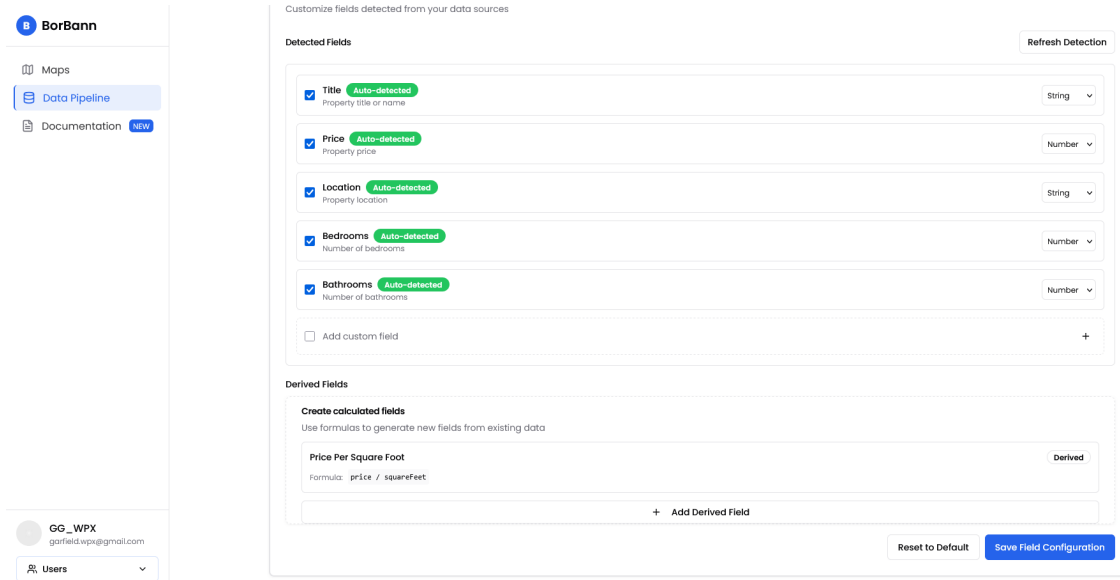 B BorBann
Maps
Data Pipeline
Documentation NEW
GG_WPX
garfield.wpx@gmail.com
Users
Customize fields detected from your data sources
Detected Fields
Refresh Detection
Title Auto-detected
Property title or name
String
Price Auto-detected
Property price
Number
Location Auto-detected
Property location
String
Bedrooms Auto-detected
Number of bedrooms
Number
Bathrooms Auto-detected
Number of bathrooms
Number
Add custom field +
Derived Fields
Create calculated fields
Use formulas to generate new fields from existing data
Price Per Square Foot
Derived
Formula: price / squareFeet
+ Add Derived Field
Reset to Default
Save Field Configuration